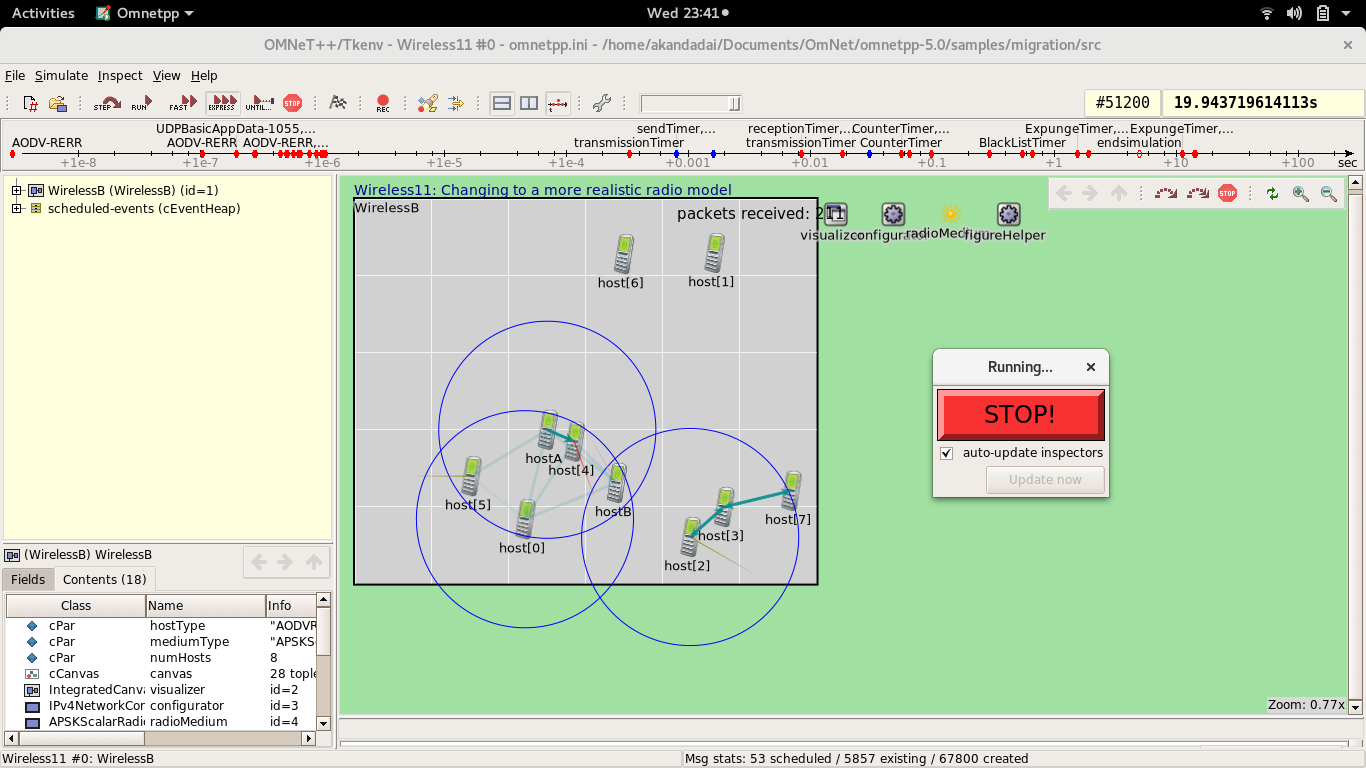 Activities Omnetpp Wed 23:41
OMNeT++/Tkenv - Wireless11 #0 - omnetpp.ini - /home/akandadai/Documents/OmNet/omnetpp-5.0/samples/migration/src
File Simulate Inspect View Help
STEP RUN FAST EXPRESS UNTIL... STOP REC #51200 19.943719614113s
UDPBasicAppData-1055,... sendTimer,... receptionTimer,... CounterTimer,... ExpungeTimer,... ExpungeTimer,...
AODV-RERR AODV-RERR AODV-RERR,... transmissionTimer transmissionTimer CounterTimer BlackListTimer endsimulation
+1e-8 +1e-7 +1e-6 +1e-5 +1e-4 +0.001 +0.01 +0.1 +1 +10 +100 sec
WirelessB (WirelessB) (id=1)
scheduled-events (cEventHeap)
Wireless11: Changing to a more realistic radio model
STOP
WirelessB
packets received: 211
host[6] host[1]
hostA
host[4]
host[5]
hostB
host[0]
host[7]
host[3]
host[2]
Running...
STOP!
auto-update inspectors
Update now
(WirelessB) WirelessB
Fields Contents (18)
Class Name Info
cPar hostType "AODVR
cPar mediumType "APSKS
cPar numHosts 8
cCanvas canvas 28 tople
IntegratedCanva visualizer id=2
IPv4NetworkCor configurator id=3
APSKScalarRadi radioMedium id=4
Zoom: 0.77x
Wireless11 #0: WirelessB Msg stats: 53 scheduled / 5857 existing / 67800 created